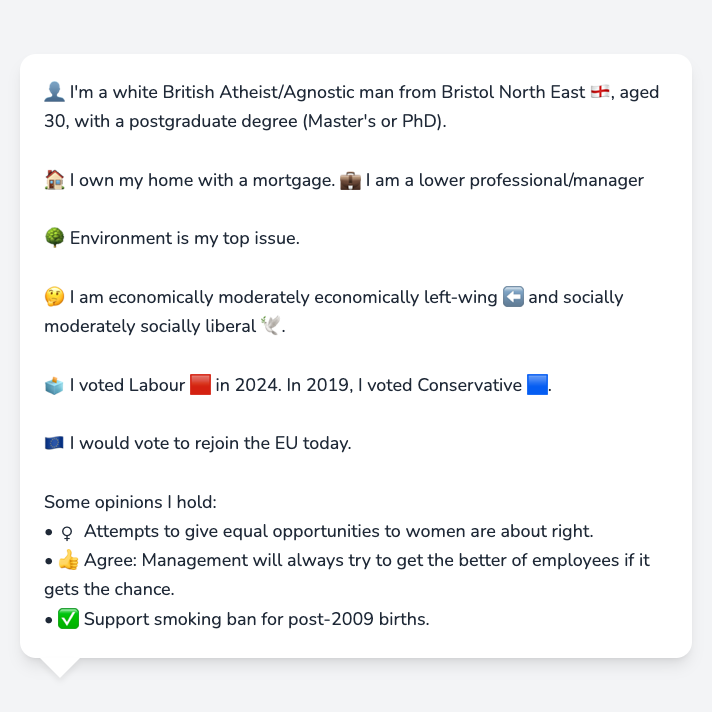 👤 I'm a white British Atheist/Agnostic man from Bristol North East 🏴󠁧󠁢󠁥󠁮󠁧󠁿, aged
30, with a postgraduate degree (Master's or PhD).
🏠 I own my home with a mortgage. 💼 I am a lower professional/manager
🌳 Environment is my top issue.
🤔 I am economically moderately economically left-wing ⬅️ and socially
moderately socially liberal 🕊️.
🗳️ I voted Labour 🟥 in 2024. In 2019, I voted Conservative 🟦.
🇪🇺 I would vote to rejoin the EU today.
Some opinions I hold:
• ♀ Attempts to give equal opportunities to women are about right.
• 👍 Agree: Management will always try to get the better of employees if it
gets the chance.
• ✅ Support smoking ban for post-2009 births.